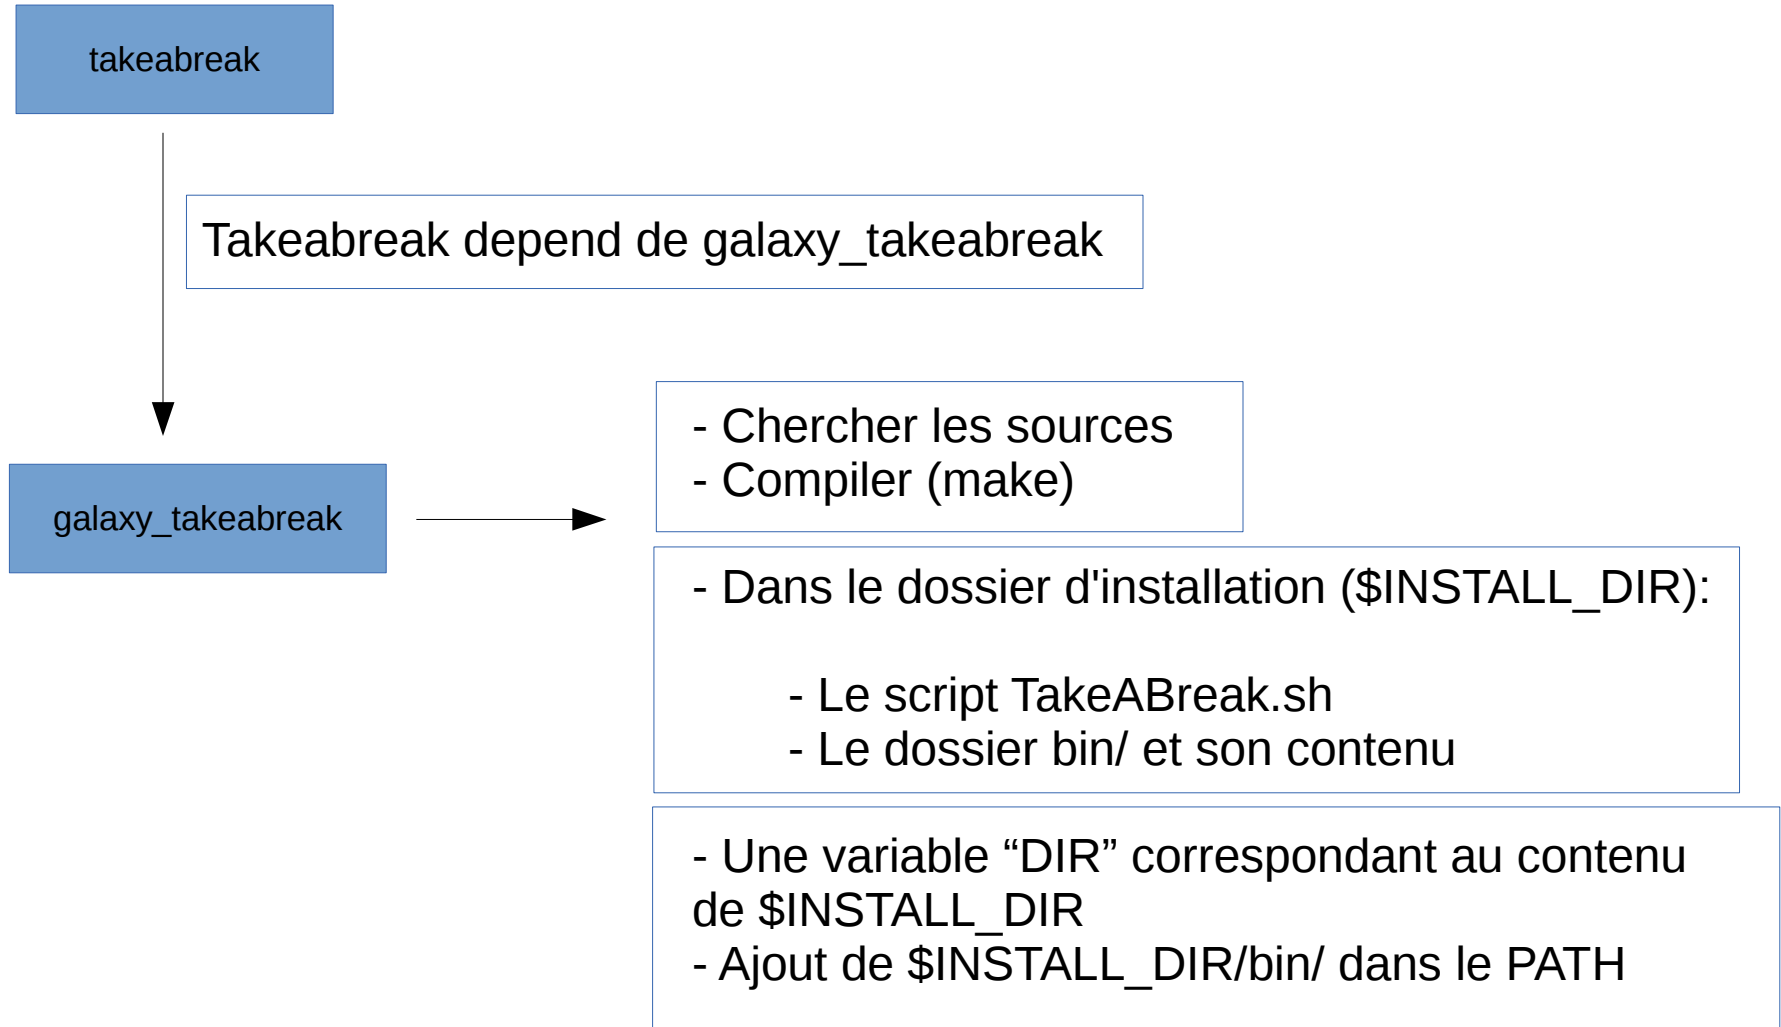 takeabreak
Takeabreak depend de galaxy_takeabreak
galaxy_takeabreak
- Chercher les sources
- Compiler (make)
- Dans le dossier d'installation ($INSTALL_DIR):
- Le script TakeABreak.sh
- Le dossier bin/ et son contenu
- Une variable “DIR” correspondant au contenu
de $INSTALL_DIR
- Ajout de $INSTALL_DIR/bin/ dans le PATH